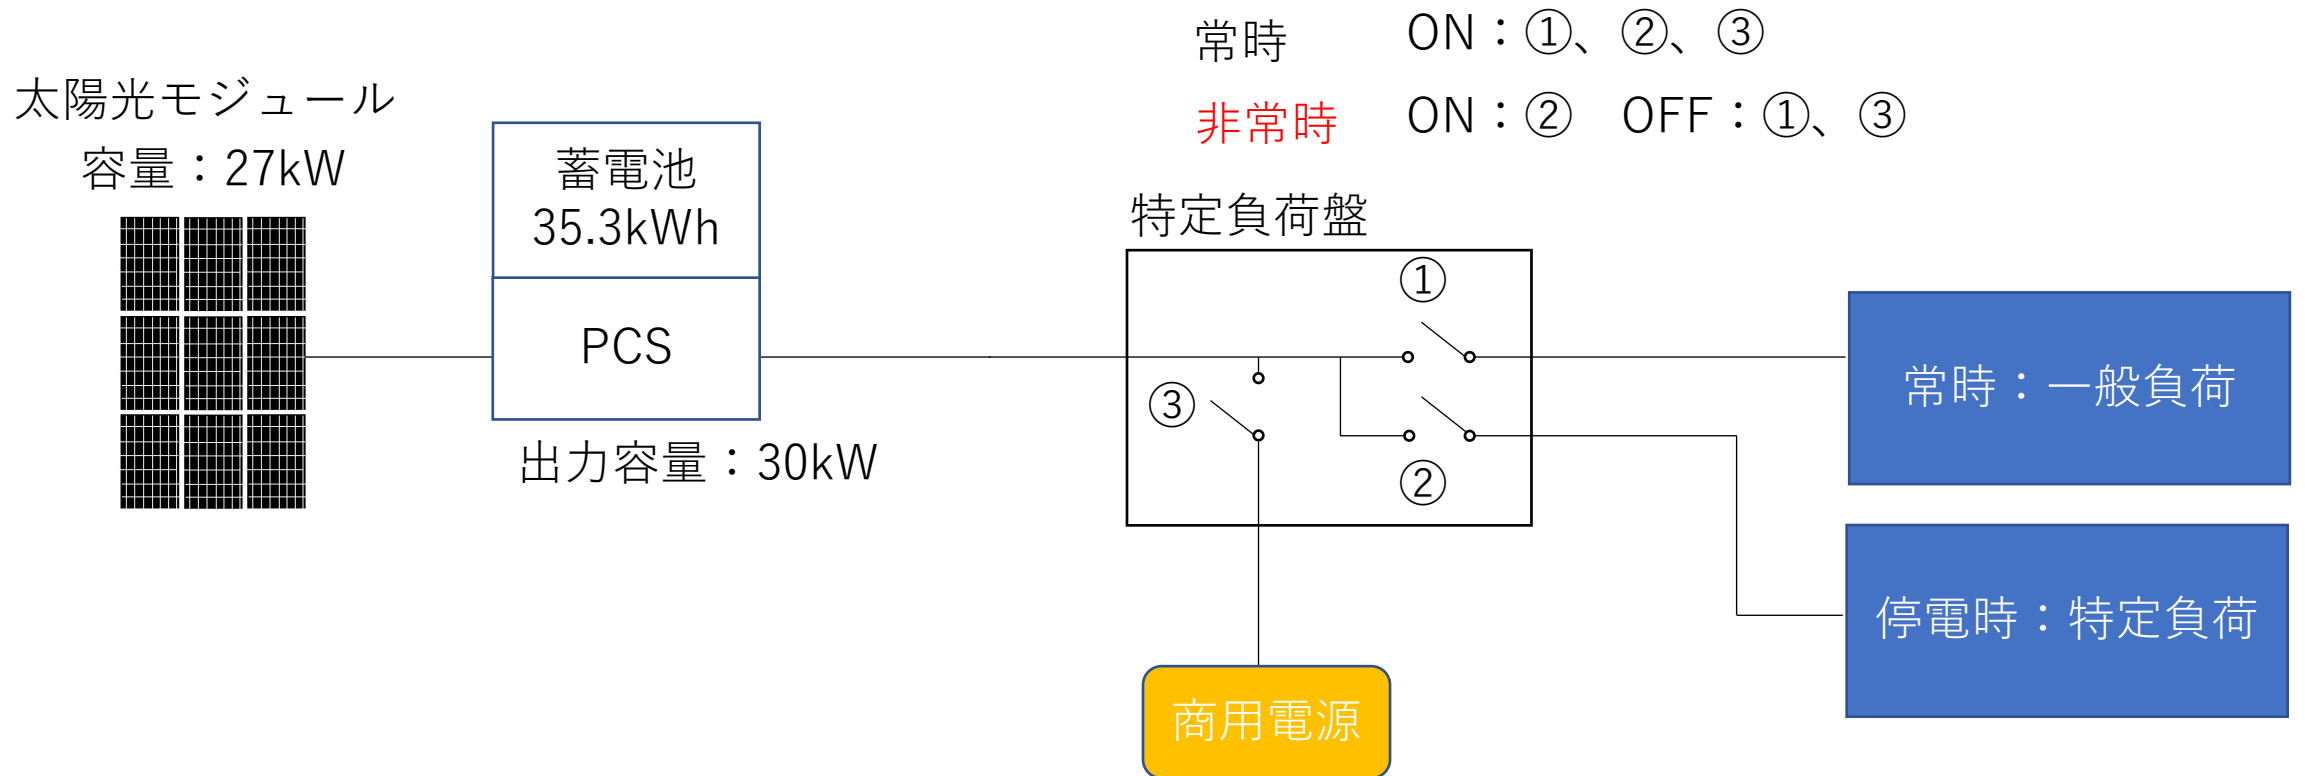 常時 ON：①、②、③
非常時 ON：② OFF：①、③
太陽光モジュール
容量：27kW
蓄電池
35.3kWh
PCS
出力容量：30kW
特定負荷盤
①
③
②
常時：一般負荷
停電時：特定負荷
商用電源